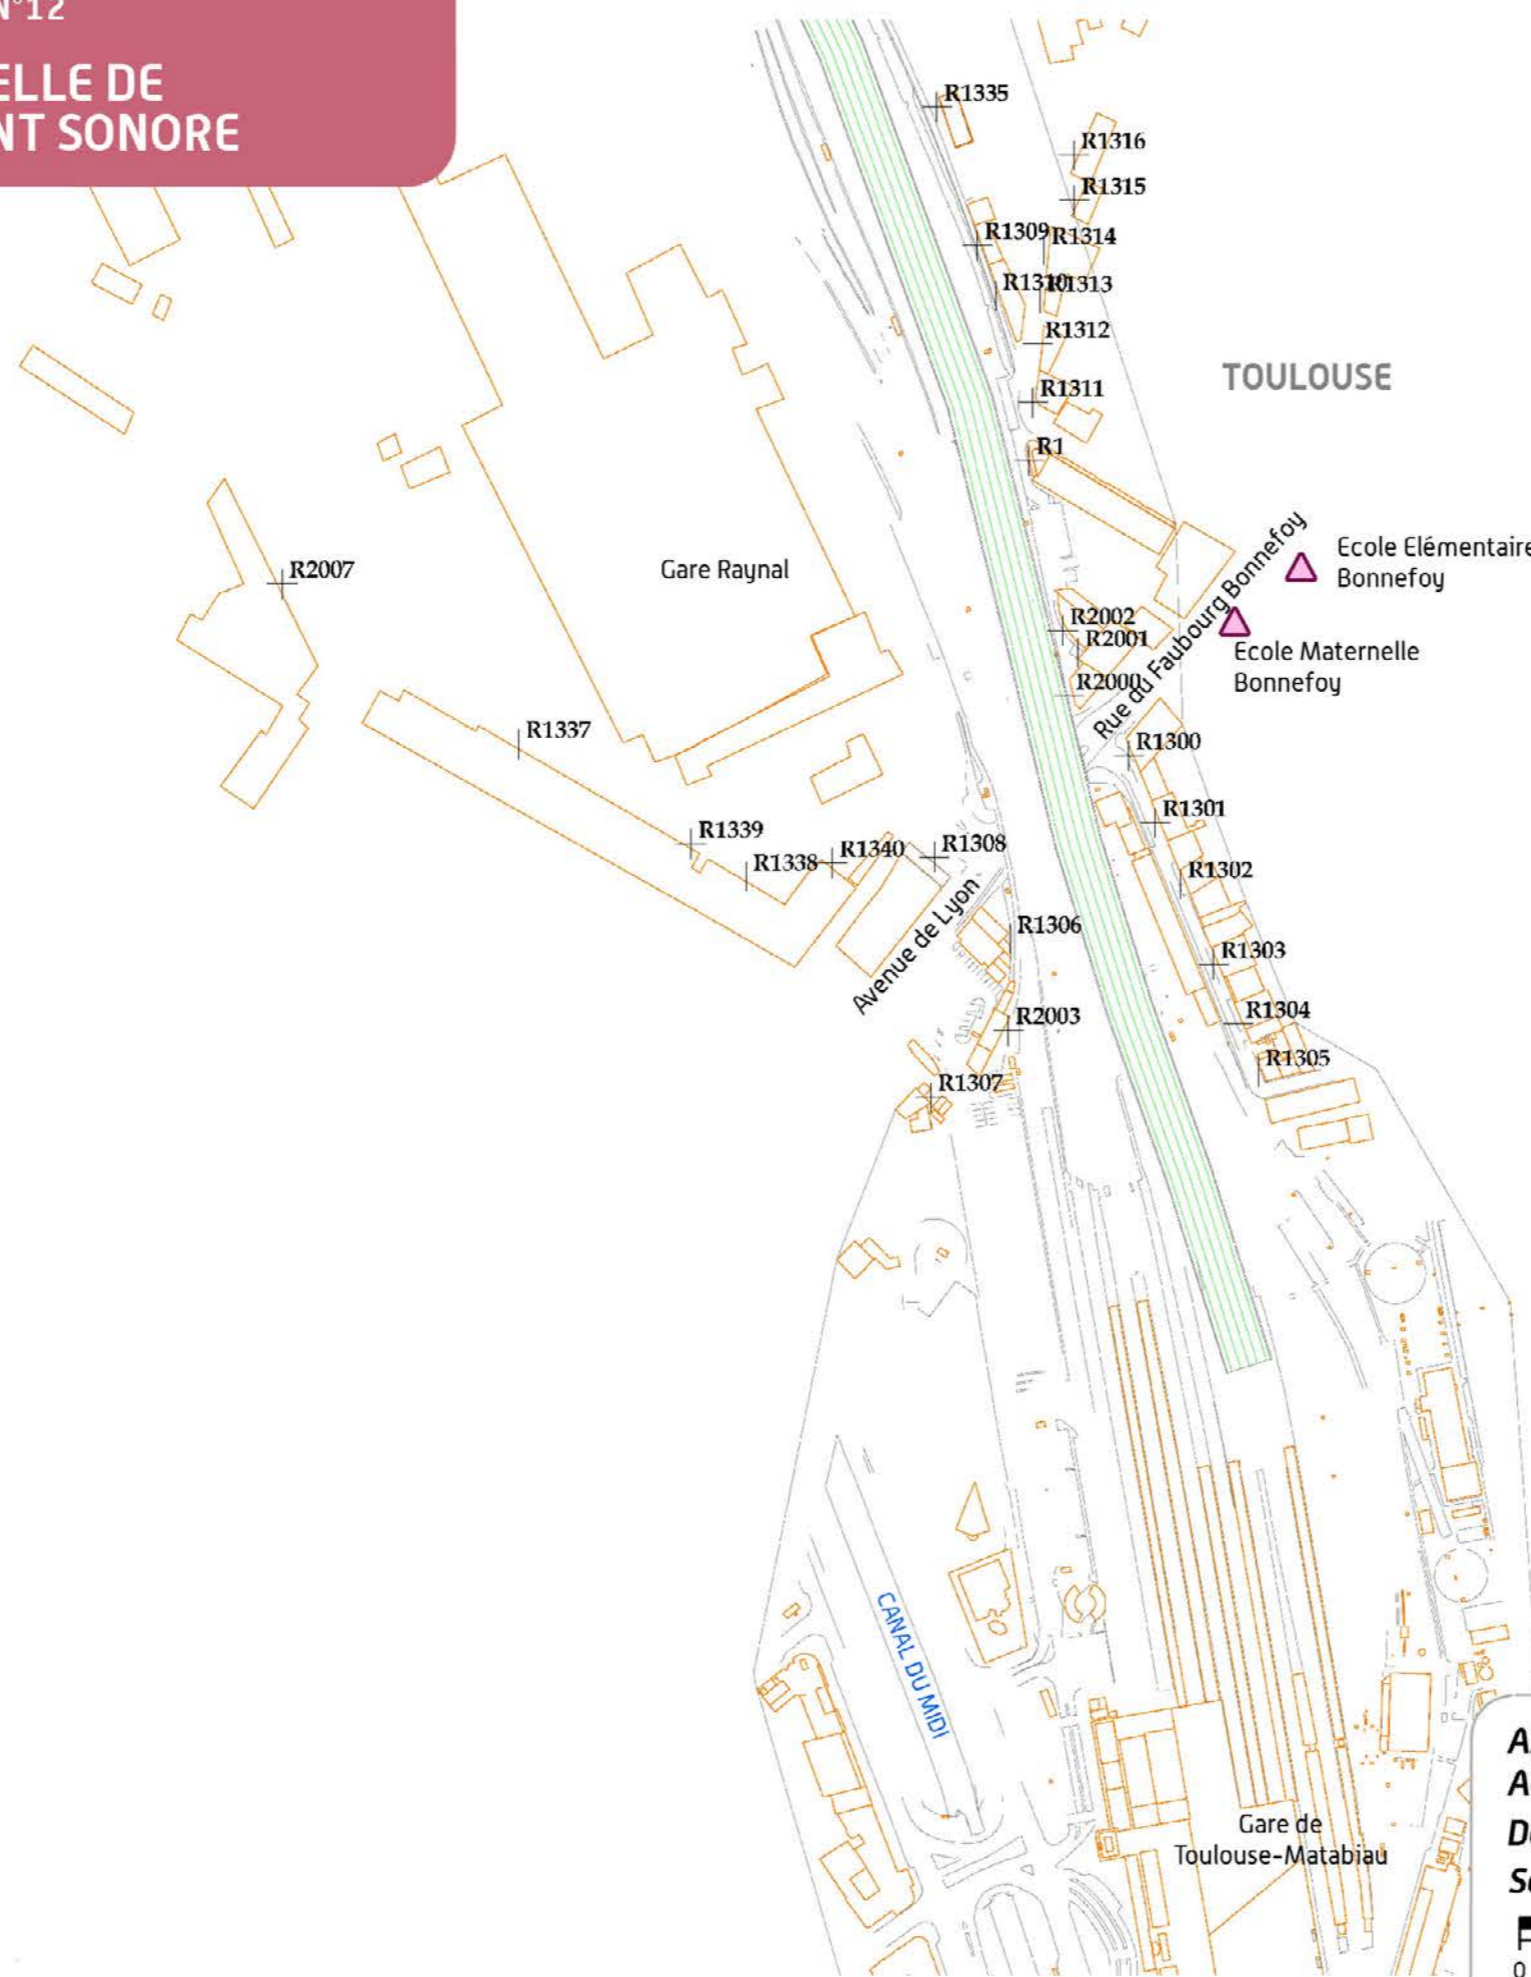 N°12
ELLE DE
NT SONORE
R1335
R1316
R1315
R1309
R1314
R1310
R1313
R1312
TOULOUSE
R1311
R1
Ecole Elémentaire
Bonnefoy
Gare Raynal
R2007
R2002
R2001
Rue du Faubourg Bonnefoy
Ecole Maternelle
Bonnefoy
R2000
R1337
R1300
R1301
R1339
R1338
R1340
R1308
R1302
Avenue de Lyon
R1306
R1303
R2003
R1304
R1305
R1307
CANAL DU MIDI
Gare de
Toulouse-Matabiau
0